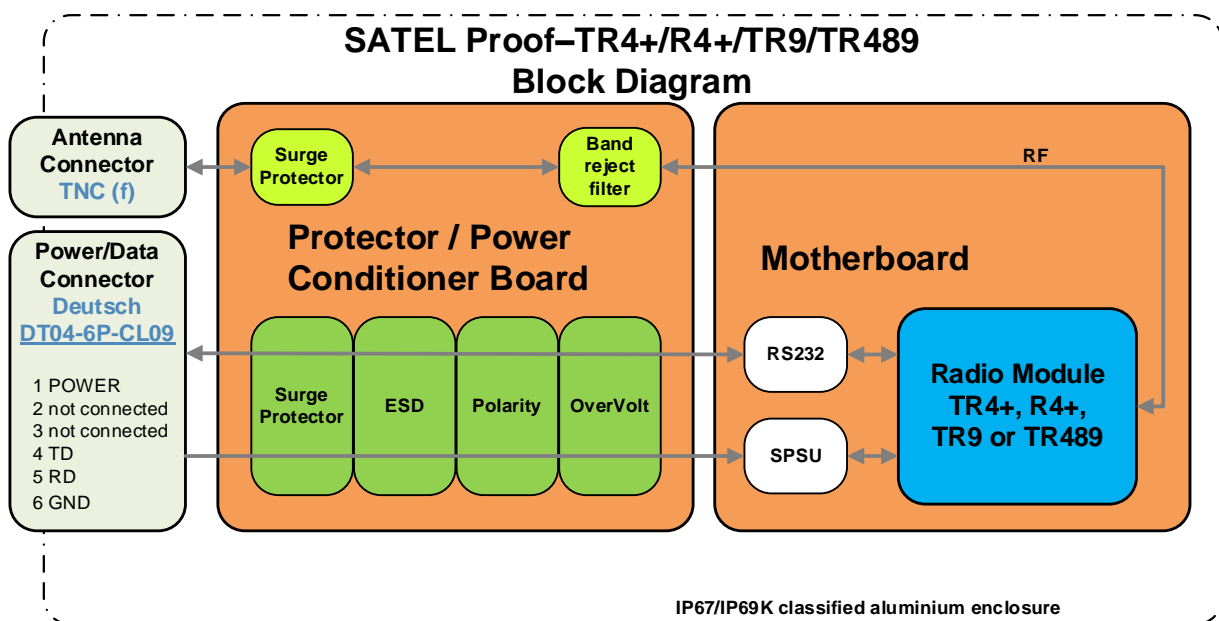 SATEL Proof–TR4+/R4+/TR9/TR489
Block Diagram
Antenna
Connector
TNC (f)
Surge
Protector
Band
reject
filter
RF
Power/Data
Connector
Deutsch
DT04-6P-CL09
1 POWER
2 not connected
3 not connected
4 TD
5 RD
6 GND
Protector / Power
Conditioner Board
Surge
Protector
ESD
Polarity
OverVolt
Motherboard
RS232
SPSU
Radio Module
TR4+, R4+,
TR9 or TR489
IP67/IP69K classified aluminium enclosure